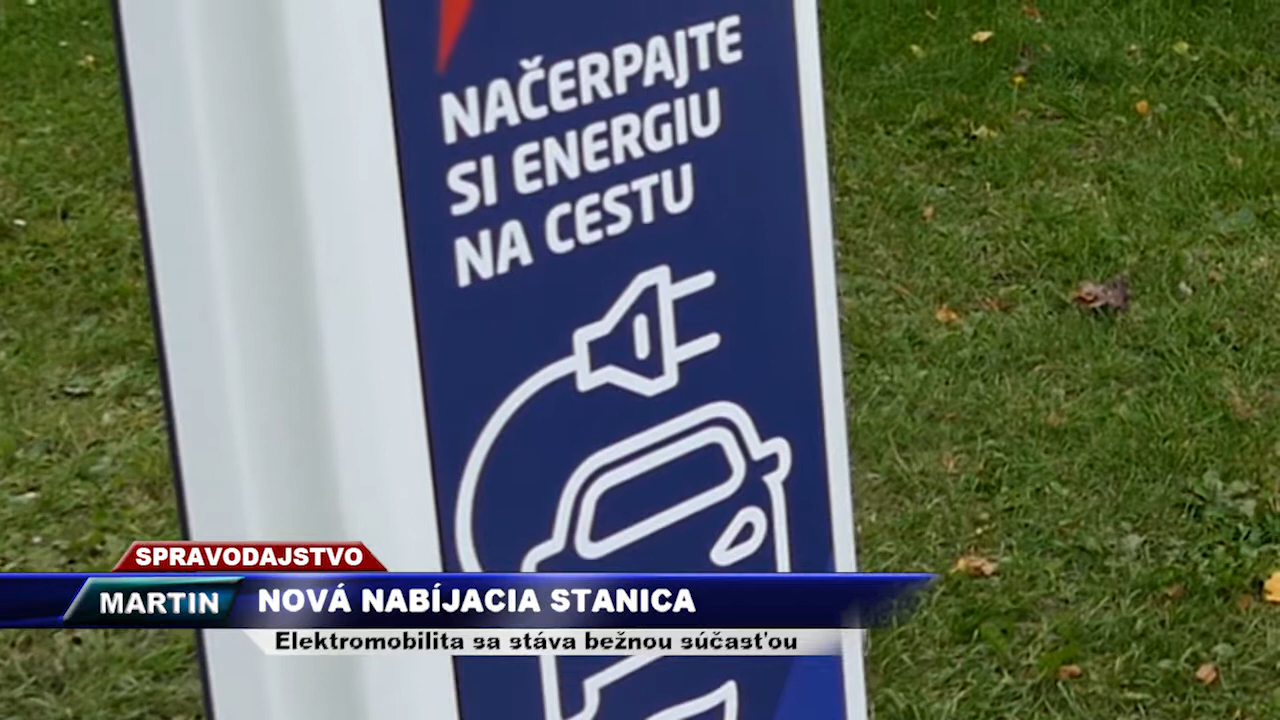 NAČERPAJTE
SI ENERGIU
NA CESTU
SPRAVODAJSTVO
MARTIN
NOVÁ NABÍJACIA STANICA
Elektromobilita sa stáva bežnou súčasťou